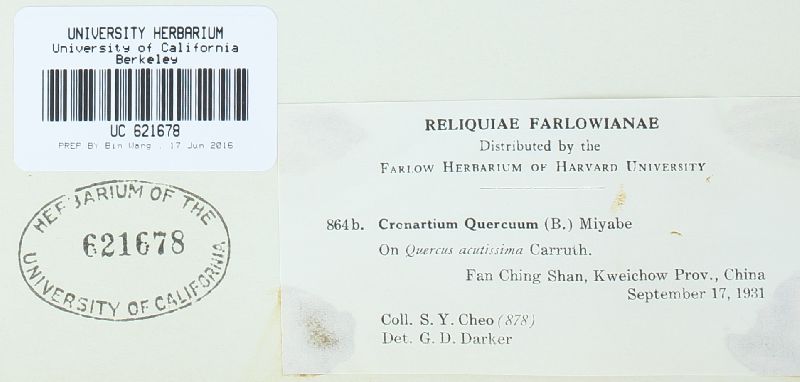 UNIVERSITY HERBARIUM
University of California
Berkeley
UC 621678
PREP BY Bin Wang : 17 Jun 2016
HERBARIUM OF THE
621678
UNIVERSITY OF CALIFORNIA
RELIQUIAE FARLOWIANAE
Distributed by the
FARLOW HERBARIUM OF HARVARD UNIVERSITY
864b. Cronartium Quercuum (B.) Miyabe
On Quercus acutissima Carruth.
Fan Ching Shan, Kweichow Prov., China
September 17, 1931
Coll. S. Y. Cheo (878)
Det. G. D. Darker